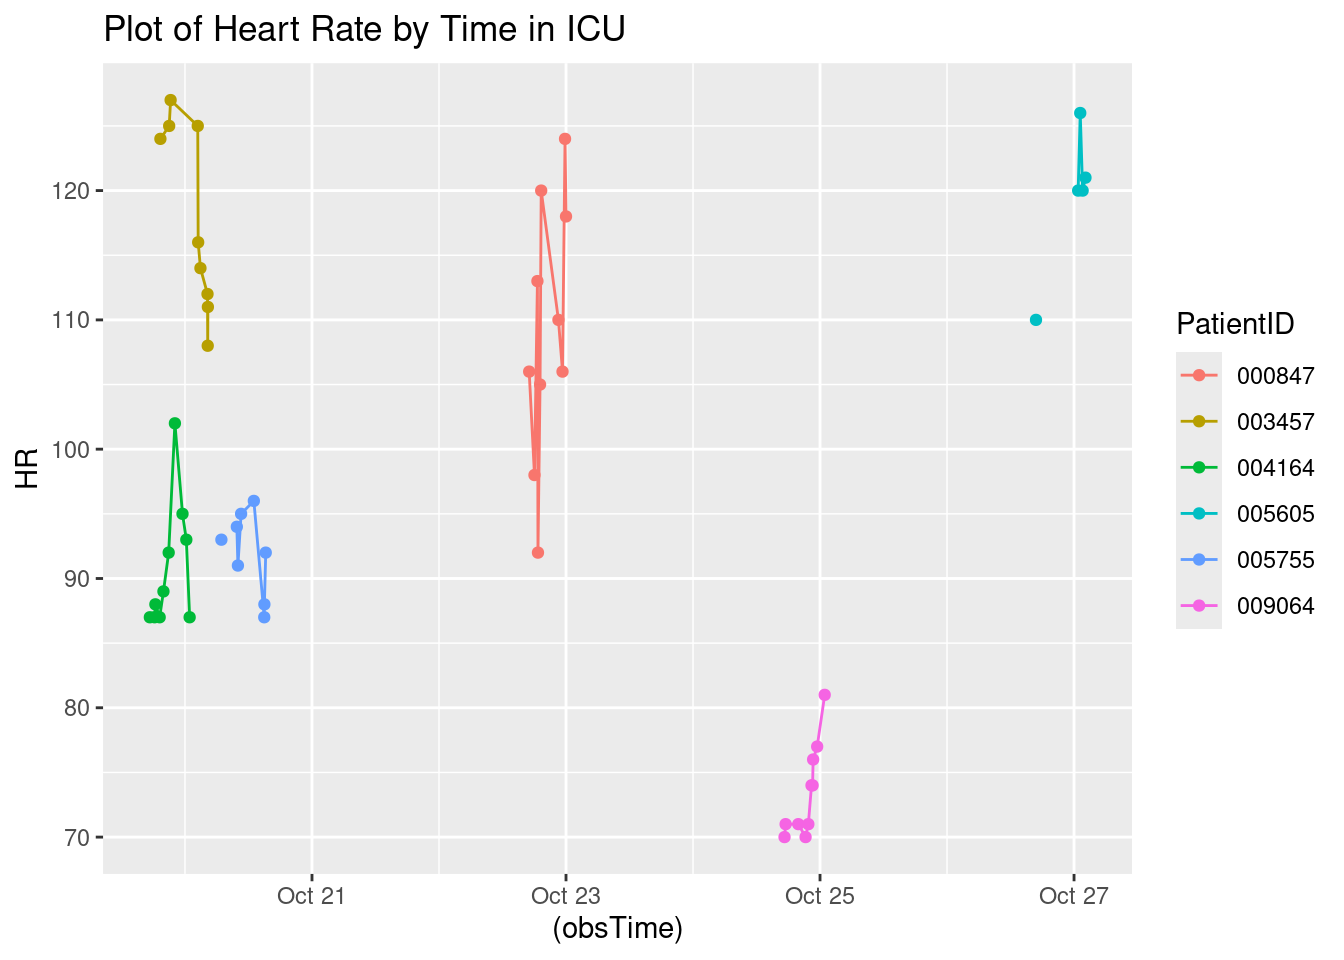 Plot of Heart Rate by Time in ICU
HR
120
110
100
90
80
70
Oct 21
Oct 23
Oct 25
Oct 27
(obsTime)
PatientID
000847
003457
004164
005605
005755
009064